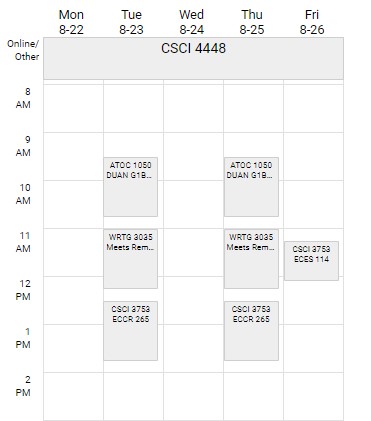 Mon Tue Wed Thu Fri
8-22 8-23 8-24 8-25 8-26
Online/
Other
CSCI 4448
8
AM
9
AM
ATOC 1050 ATOC 1050
DUAN G1B... DUAN G1B...
10
AM
11
AM
WRTG 3035 WRTG 3035
Meets Rem... Meets Rem...
CSCI 3753
ECES 114
12
PM
CSCI 3753 CSCI 3753
ECCR 265 ECCR 265
1
PM
2
PM